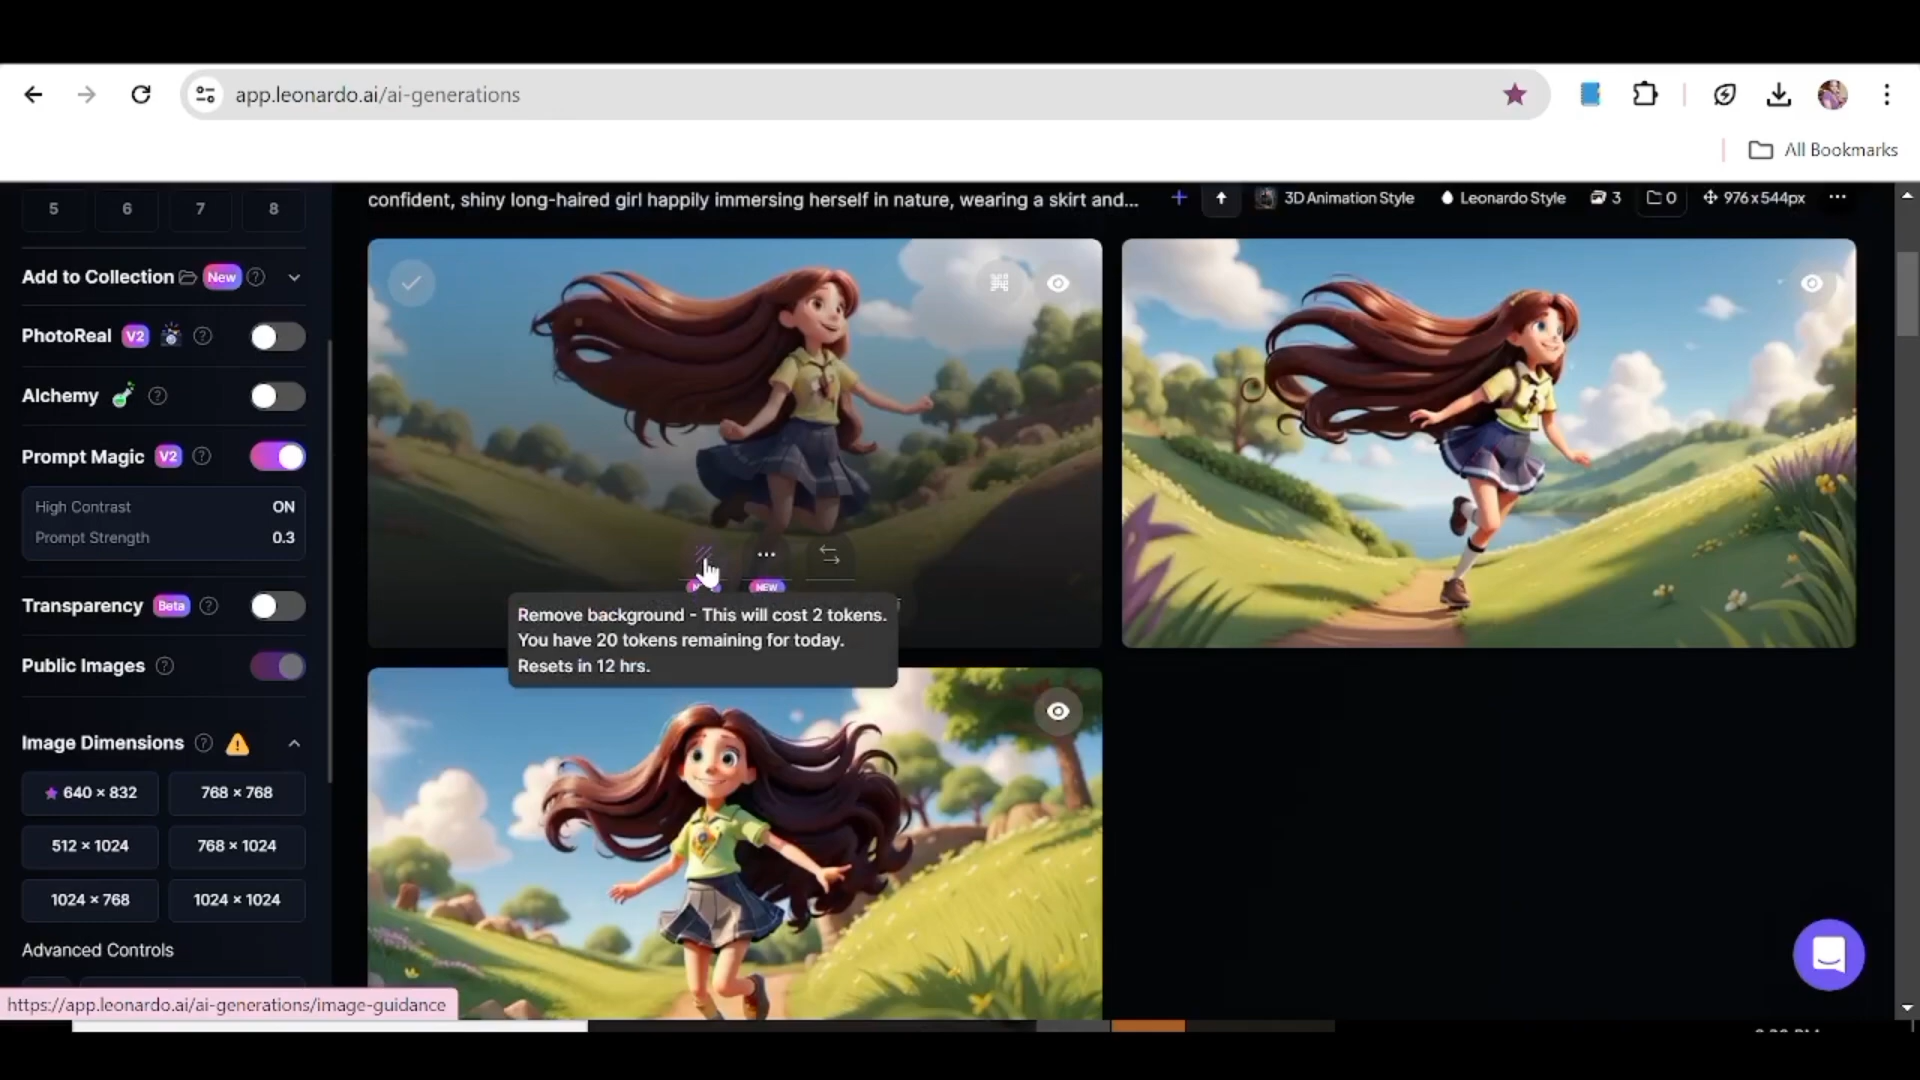 app.leonardo.ai/ai-generations
All Bookmarks
5 6 7 8
Add to Collection New
PhotoReal V2
Alchemy
Prompt Magic V2
High Contrast ON
Prompt Strength 0.3
Transparency Beta
Public Images
Image Dimensions
640 × 832 768 × 768
512 × 1024 768 × 1024
1024 × 768 1024 × 1024
Advanced Controls
https://app.leonardo.ai/ai-generations/image-guidance
confident, shiny long-haired girl happily immersing herself in nature, wearing a skirt and...
3D Animation Style Leonardo Style 3 0 976 x 544px
NEW
Remove background - This will cost 2 tokens.
You have 20 tokens remaining for today.
Resets in 12 hrs.